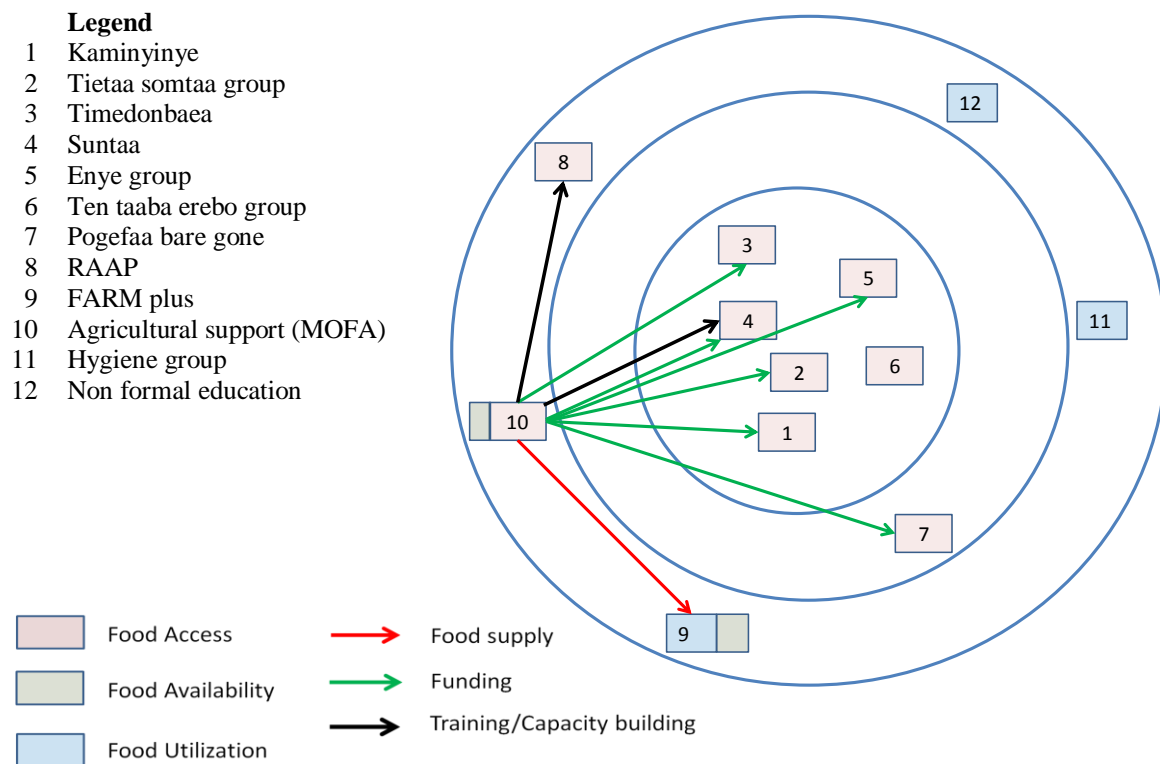 Legend
1 Kaminyinye
2 Tietaa somtaa group
3 Timedonbaea
4 Suntaa
5 Enye group
6 Ten taaba erebo group
7 Pogefaa bare gone
8 RAAP
9 FARM plus
10 Agricultural support (MOFA)
11 Hygiene group
12 Non formal education
12
8
3
5
11
4
6
2
10
1
7
9
Food Access
Food supply
Food Availability
Funding
Training/Capacity building
Food Utilization